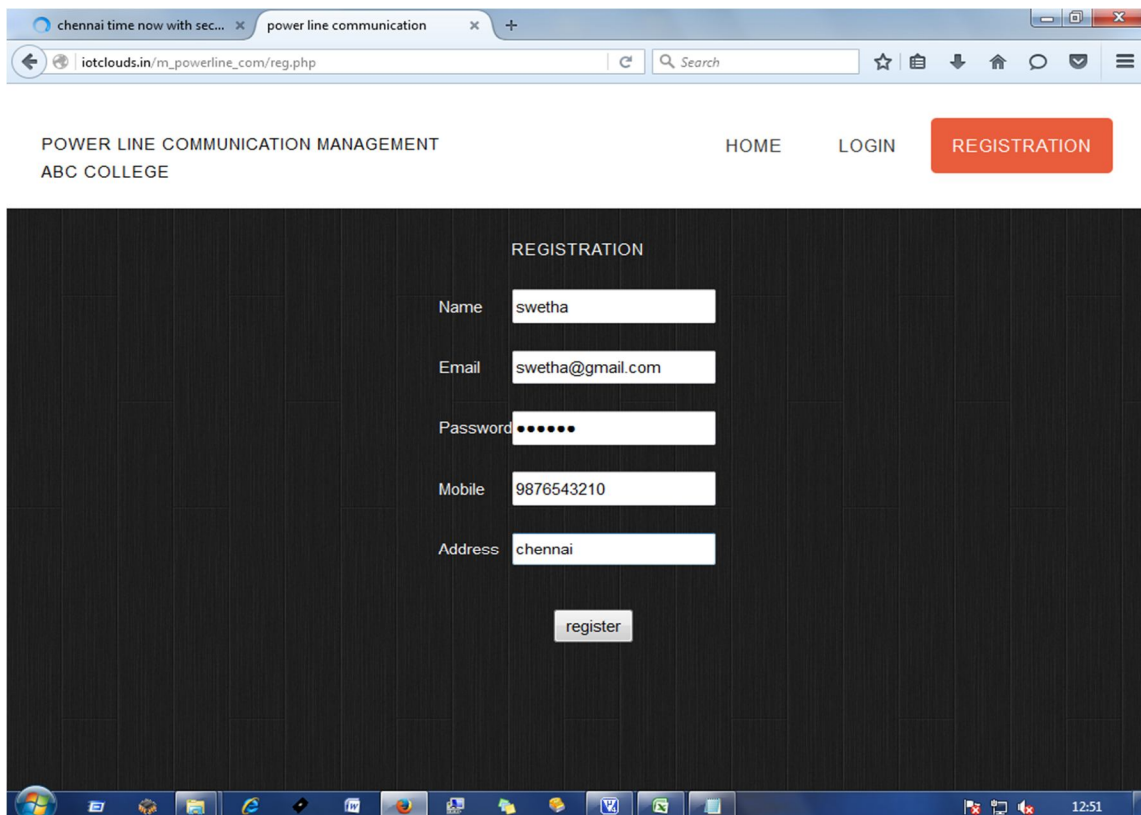 chennai time now with sec...
power line communication
iotclouds.in/m_powerline_com/reg.php
Search
POWER LINE COMMUNICATION MANAGEMENT
ABC COLLEGE
HOME LOGIN REGISTRATION
REGISTRATION
Name swetha
Email swetha@gmail.com
Password ••••••
Mobile 9876543210
Address chennai
register
12:51